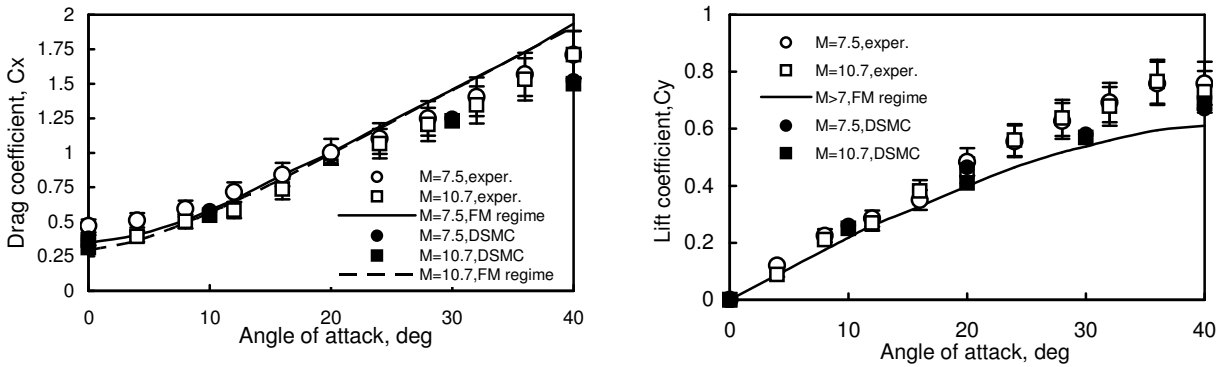 2
1.75
1.5
1.25
1
0.75
0.5
0.25
0
Drag coefficient, Cx
M=7.5,exper.
M=10.7,exper.
M=7.5,FM regime
M=7.5,DSMC
M=10.7,DSMC
M=10.7,FM regime
0 10 20 30 40
Angle of attack, deg
1
0.8
0.6
0.4
0.2
0
Lift coefficient,Cy
M=7.5,exper.
M=10.7,exper.
M>7,FM regime
M=7.5,DSMC
M=10.7,DSMC
0 10 20 30 40
Angle of attack, deg